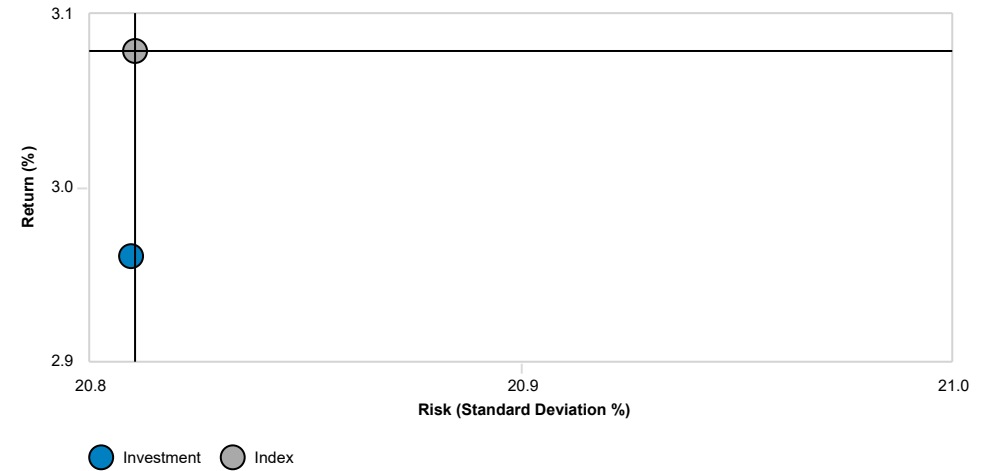 3.1
Return (%)
3.0
2.9
20.8 20.9 21.0
Risk (Standard Deviation %)
Investment Index